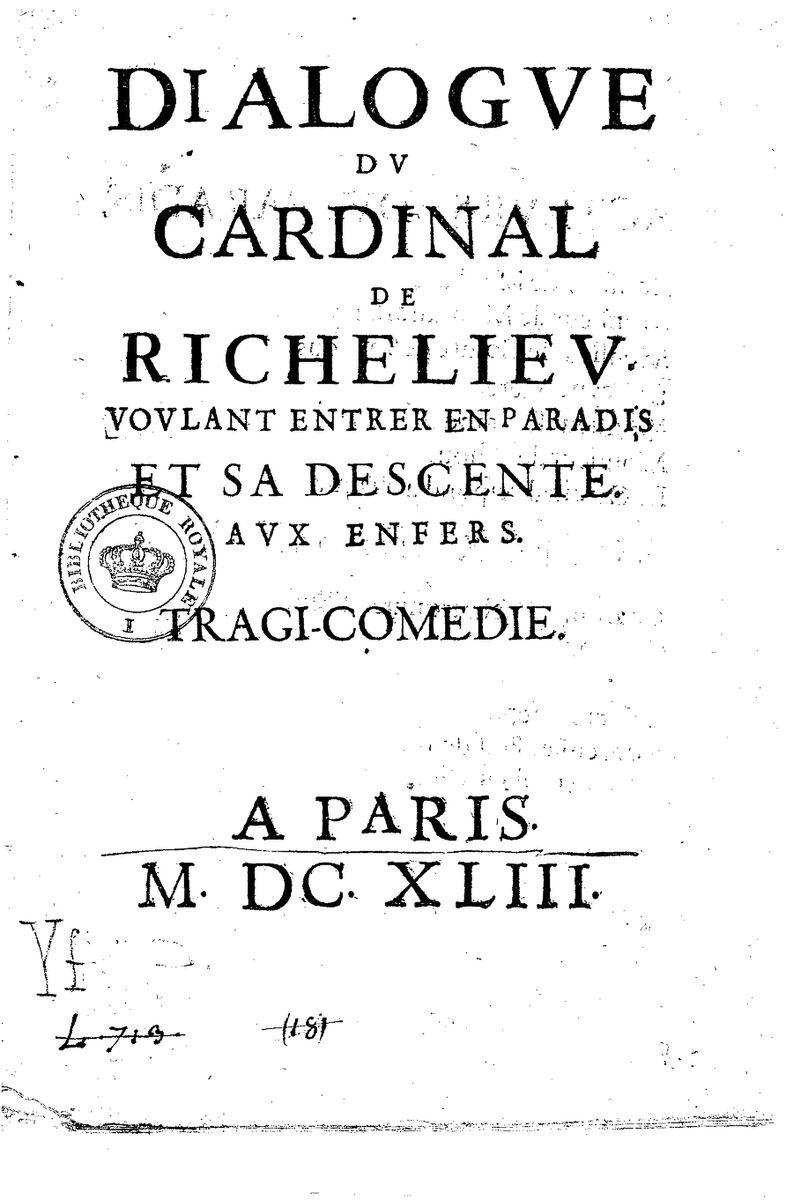 DIALOGVE
DV
CARDINAL
DE
RICHELIEV.
VOVLANT ENTRER EN PARADIS,
ET SA DESCENTE.
AVX ENFERS.
BIBLIOTHEQUE ROYALE
I
TRAGI-COMEDIE.
A PARIS.
M. DC. XLIII.
Yf
L. 713.
(18)